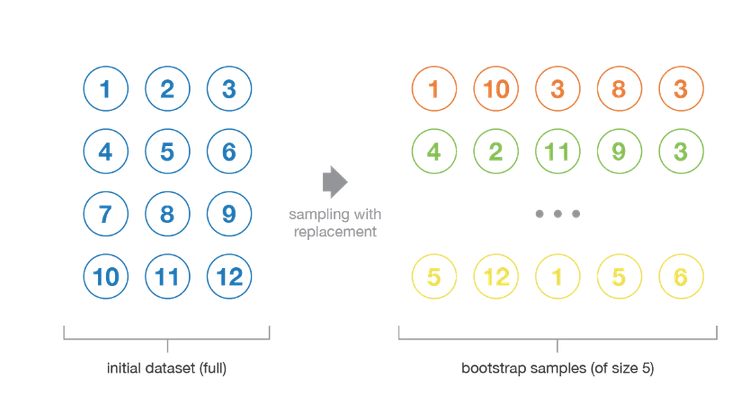 1 2 3
4 5 6
7 8 9
10 11 12
initial dataset (full)
sampling with
replacement
1 10 3 8 3
4 2 11 9 3
• • •
5 12 1 5 6
bootstrap samples (of size 5)